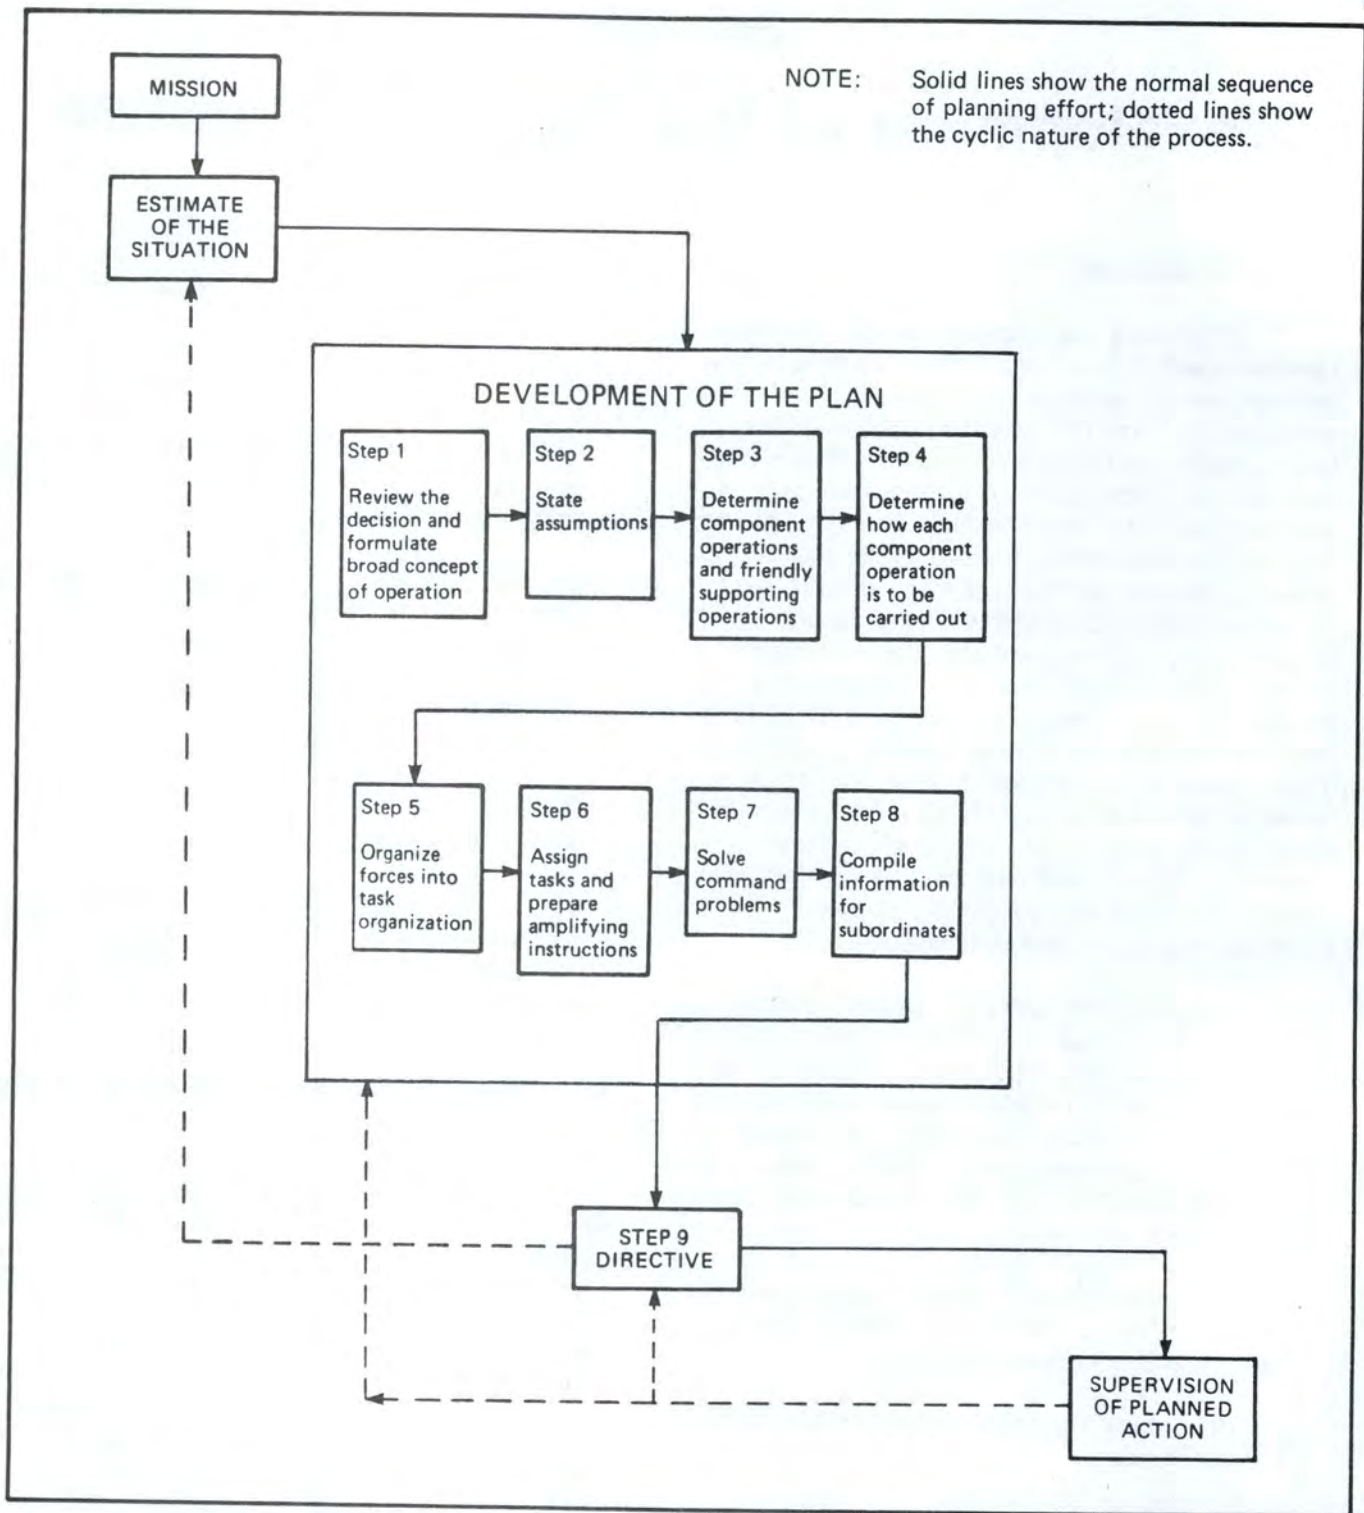 MISSION
NOTE: Solid lines show the normal sequence
of planning effort; dotted lines show
the cyclic nature of the process.
ESTIMATE
OF THE
SITUATION
DEVELOPMENT OF THE PLAN
Step 1
Review the
decision and
formulate
broad concept
of operation
Step 2
State
assumptions
Step 3
Determine
component
operations
and friendly
supporting
operations
Step 4
Determine
how each
component
operation
is to be
carried out
Step 5
Organize
forces into
task
organization
Step 6
Assign
tasks and
prepare
amplifying
instructions
Step 7
Solve
command
problems
Step 8
Compile
information
for
subordinates
STEP 9
DIRECTIVE
SUPERVISION
OF PLANNED
ACTION